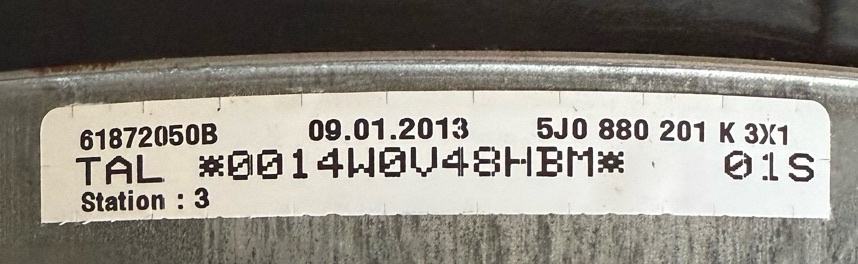 61872050B 09.01.2013 5J0 880 201 K 3X1
TAL *0014W0V48HBM* 01S
Station : 3